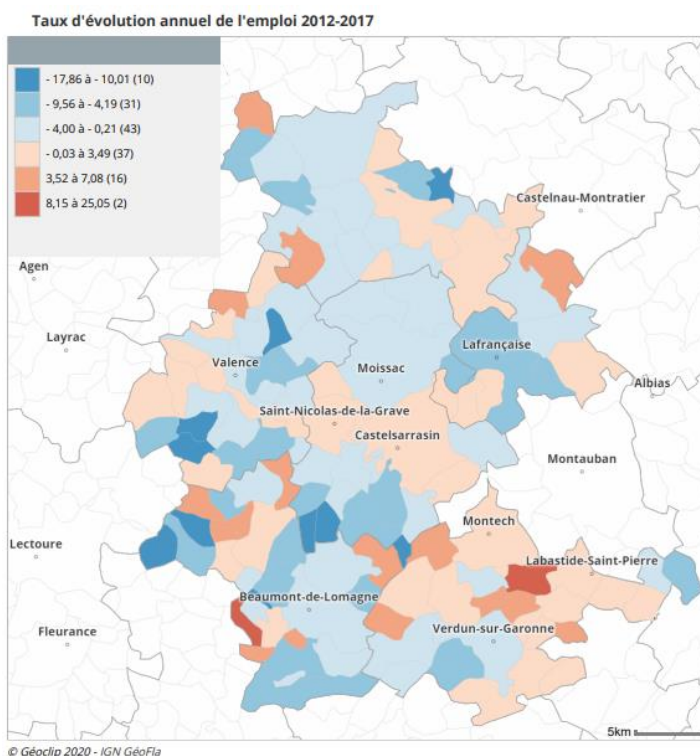 Taux d'évolution annuel de l'emploi 2012-2017
- 17,86 à - 10,01 (10)
- 9,56 à - 4,19 (31)
- 4,00 à - 0,21 (43)
- 0,03 à 3,49 (37)
3,52 à 7,08 (16)
8,15 à 25,05 (2)
Castelnau-Montratier
Agen
Layrac
Lafrançaise
Valence
Moissac
Albias
Saint-Nicolas-de-la-Grave
Castelsarrasin
Montauban
Montech
Lectoure
Labastide-Saint-Pierre
Beaumont-de-Lomagne
Fleurance
Verdun-sur-Garonne
5km
© Géoclip 2020 - IGN GéoFla